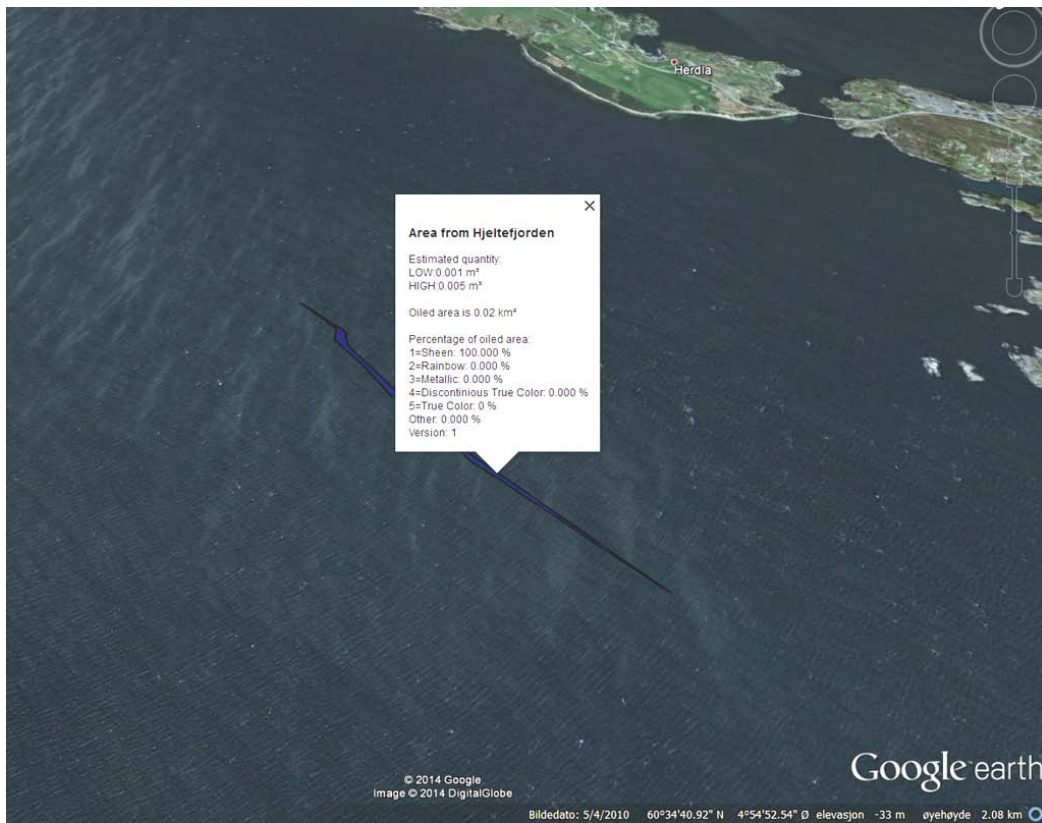 Herdla
Area from Hjeltefjorden
Estimated quantity:
LOW:0.001 m³
HIGH:0.005 m³
Oiled area is 0.02 km²
Percentage of oiled area:
1=Sheen: 100.000 %
2=Rainbow: 0.000 %
3=Metallic: 0.000 %
4=Discontinious True Color: 0.000 %
5=True Color: 0 %
Other: 0.000 %
Version: 1
Google earth
© 2014 Google
Image © 2014 DigitalGlobe
Bildedato: 5/4/2010 60°34'40.92" N 4°54'52.54" Ø elevasjon -33 m øyehøyde 2.08 km